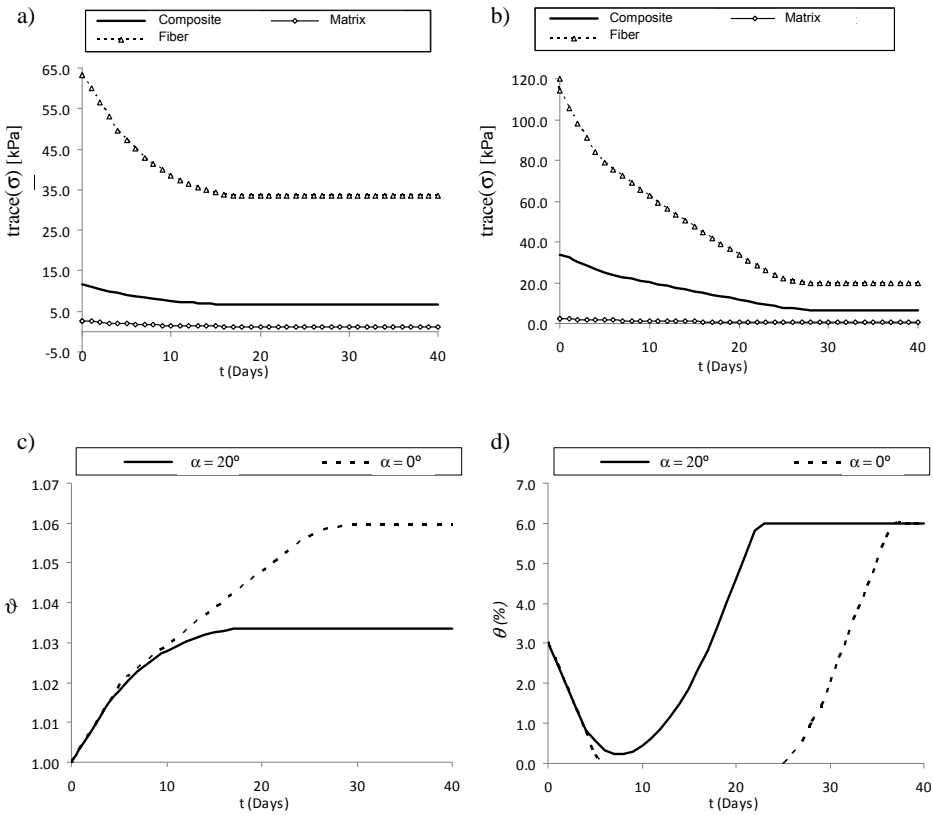 a)
Composite
Matrix
Fiber
trace(σ) [kPa]
65.0
55.0
45.0
35.0
25.0
15.0
5.0
-5.0
0
10
20
30
40
t (Days)
b)
Composite
Matrix
Fiber
trace(σ) [kPa]
120.0
100.0
80.0
60.0
40.0
20.0
0.0
0
10
20
30
40
t (Days)
c)
α = 20º
α = 0º
ϑ
1.07
1.06
1.05
1.04
1.03
1.02
1.01
1.00
0
10
20
30
40
t (Days)
d)
α = 20º
α = 0º
θ (%)
7.0
6.0
5.0
4.0
3.0
2.0
1.0
0.0
0
10
20
30
40
t (Days)